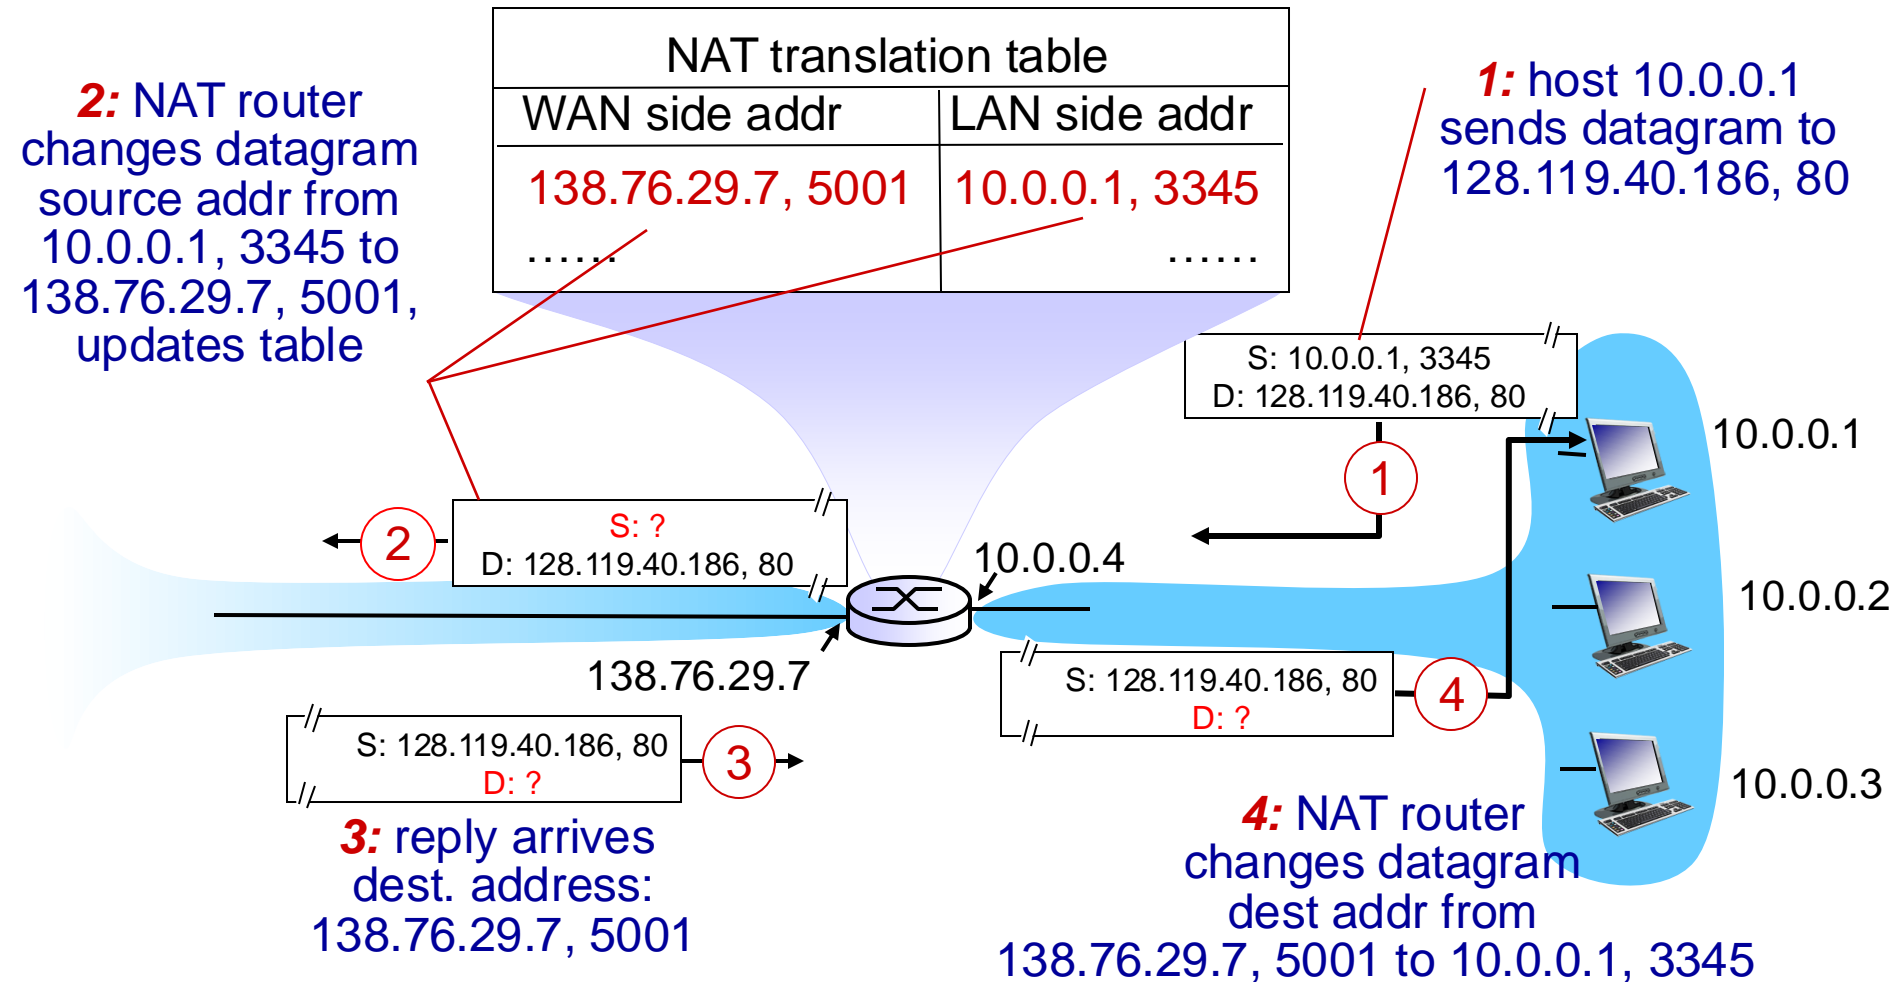 NAT translation table
WAN side addr
LAN side addr
138.76.29.7, 5001
10.0.0.1, 3345
……
……
2: NAT router
changes datagram
source addr from
10.0.0.1, 3345 to
138.76.29.7, 5001,
updates table
1: host 10.0.0.1
sends datagram to
128.119.40.186, 80
S: 10.0.0.1, 3345
D: 128.119.40.186, 80
1
10.0.0.1
2
S: ?
D: 128.119.40.186, 80
10.0.0.4
10.0.0.2
138.76.29.7
S: 128.119.40.186, 80
D: ?
4
S: 128.119.40.186, 80
D: ?
3
10.0.0.3
3: reply arrives
dest. address:
138.76.29.7, 5001
4: NAT router
changes datagram
dest addr from
138.76.29.7, 5001 to 10.0.0.1, 3345